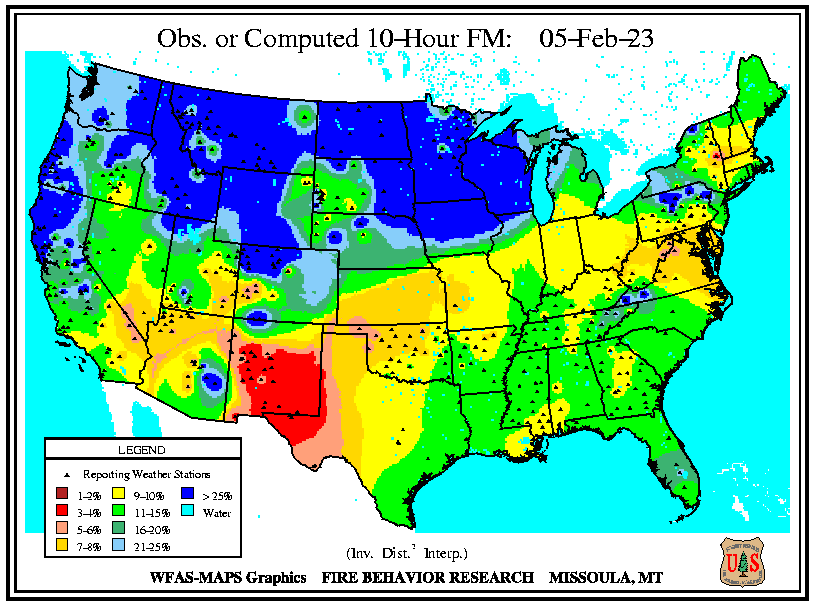 Obs. or Computed 10-Hour FM: 05-Feb-23
LEGEND
Reporting Weather Stations
1-2% 9-10% > 25%
3-4% 11-15% Water
5-6% 16-20%
7-8% 21-25%
(Inv. Dist.² Interp.)
WFAS-MAPS Graphics FIRE BEHAVIOR RESEARCH MISSOULA, MT
U S